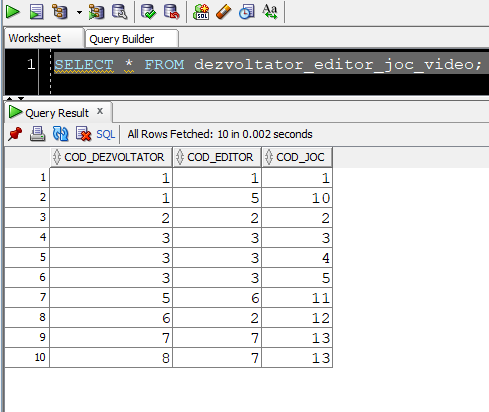 SQL
Aa
Worksheet Query Builder
1 SELECT * FROM dezvoltator_editor_joc_video;
Query Result x
SQL All Rows Fetched: 10 in 0.002 seconds
COD_DEZVOLTATOR COD_EDITOR COD_JOC
1 1 1 1
2 1 5 10
3 2 2 2
4 3 3 3
5 3 3 4
6 3 3 5
7 5 6 11
8 6 2 12
9 7 7 13
10 8 7 13